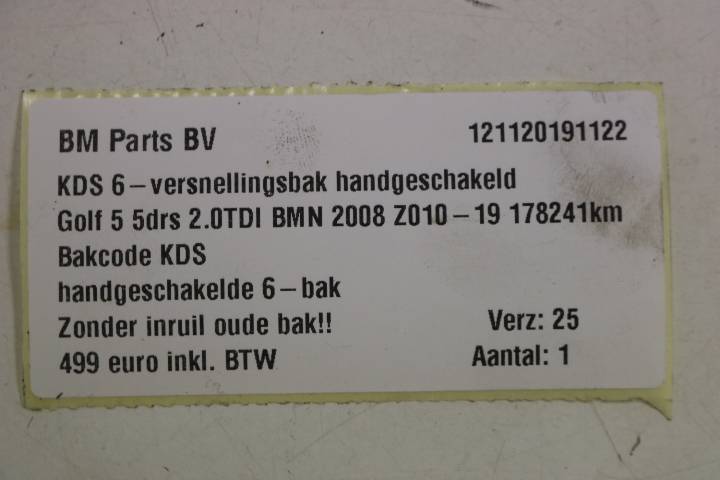 BM Parts BV 121120191122
KDS 6-versnellingsbak handgeschakeld
Golf 5 5drs 2.0TDI BMN 2008 Z010-19 178241km
Bakcode KDS
handgeschakelde 6-bak
Zonder inruil oude bak!! Verz: 25
499 euro inkl. BTW Aantal: 1